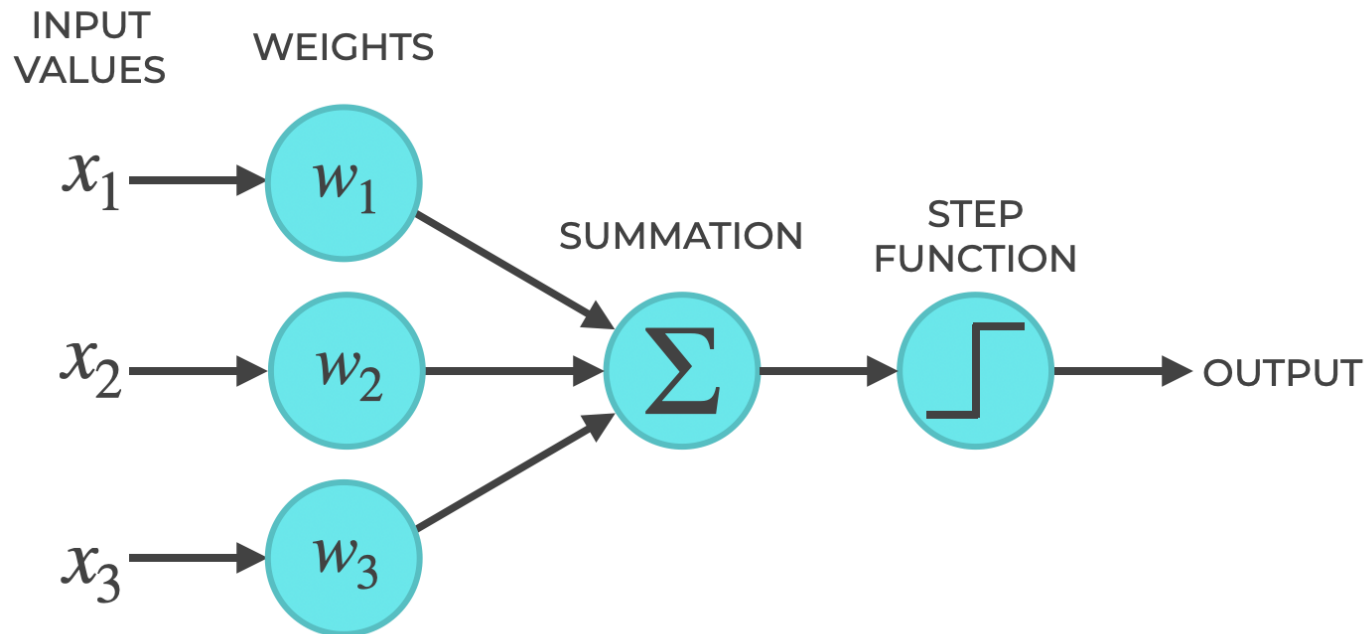 INPUT
VALUES
WEIGHTS
x₁
w₁
SUMMATION
STEP
FUNCTION
x₂
w₂
Σ
OUTPUT
x₃
w₃